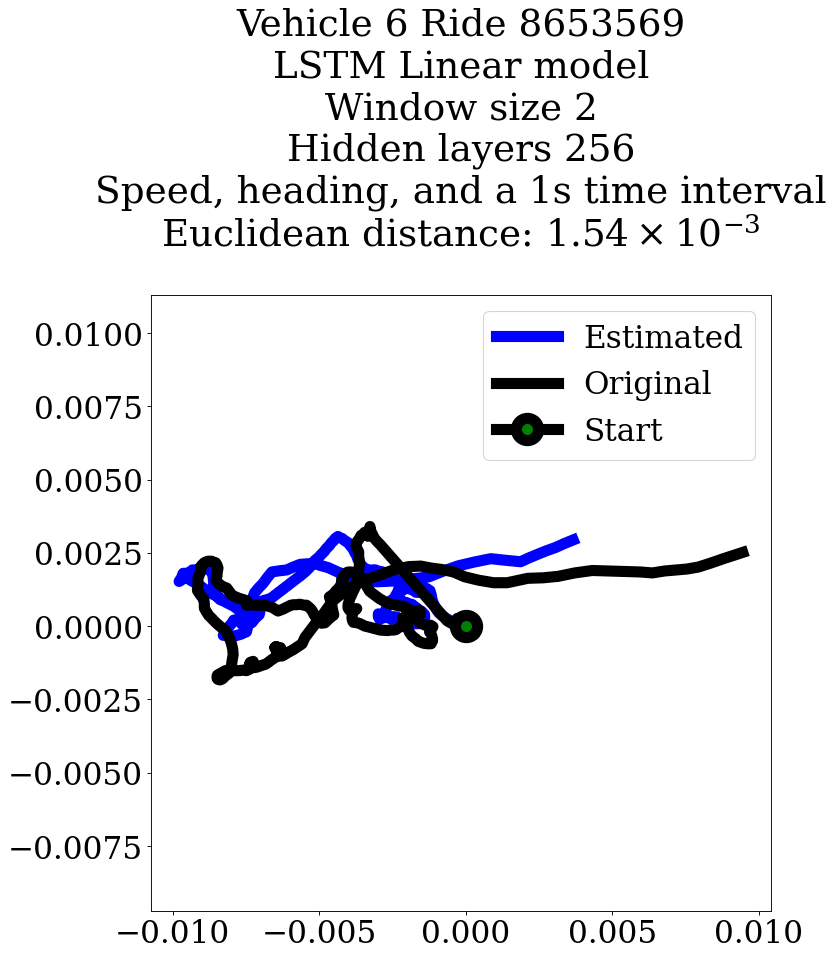 Vehicle 6 Ride 8653569
LSTM Linear model
Window size 2
Hidden layers 256
Speed, heading, and a 1s time interval
Euclidean distance: 1.54 × 10⁻³
Estimated
Original
Start
0.0100
0.0075
0.0050
0.0025
0.0000
−0.0025
−0.0050
−0.0075
−0.010 −0.005 0.000 0.005 0.010